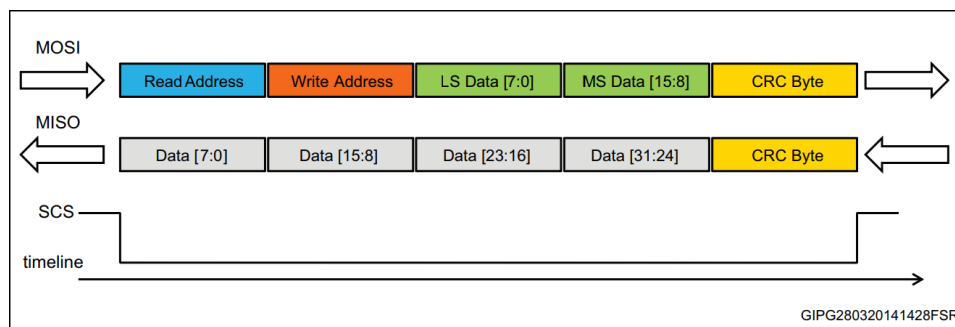 MOSI
Read Address Write Address LS Data [7:0] MS Data [15:8] CRC Byte
MISO
Data [7:0] Data [15:8] Data [23:16] Data [31:24] CRC Byte
SCS
timeline
GIPG280320141428FSR